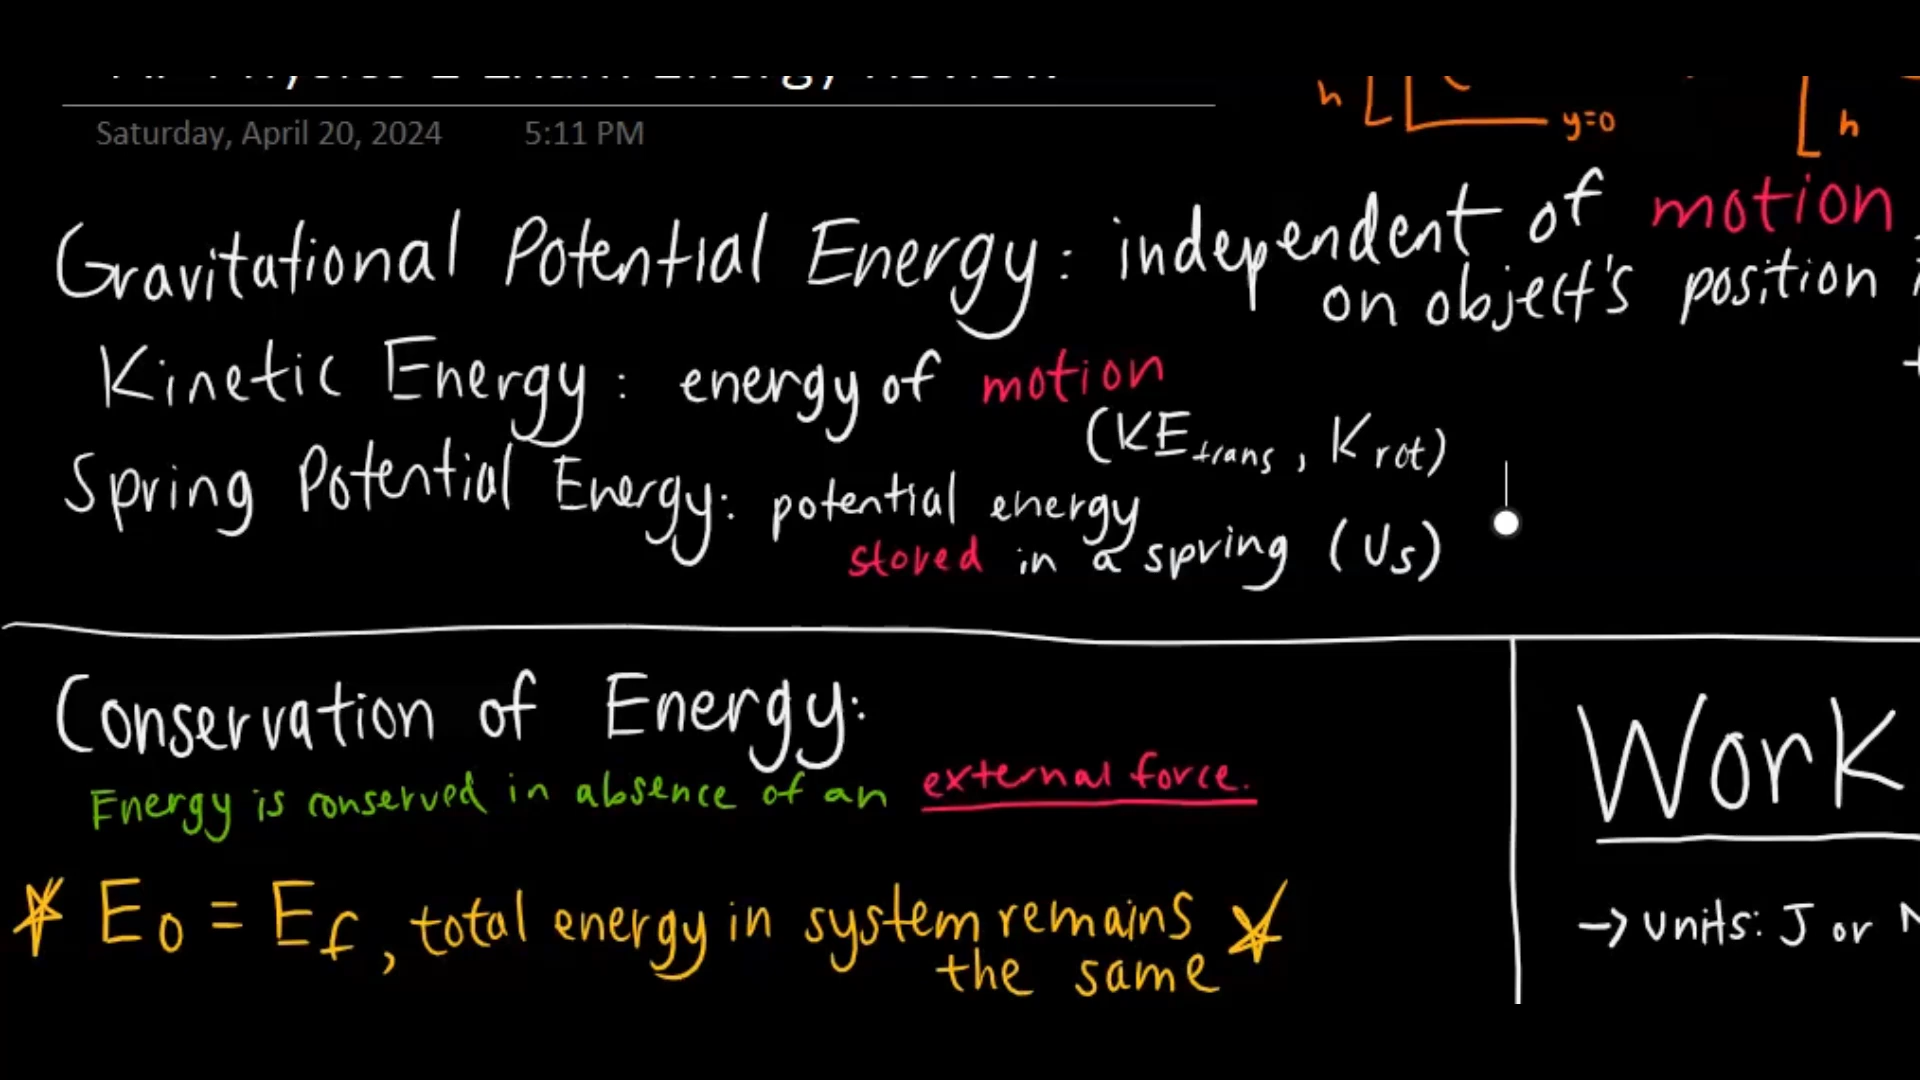 Saturday, April 20, 2024 5:11 PM
h
y=0
h
Gravitational Potential Energy: independent of motion
on object's position
Kinetic Energy: energy of motion
(KEtrans, Krot)
Spring Potential Energy: potential energy
stored in a spring (Us)
Conservation of Energy:
Energy is conserved in absence of an external force.
E0 = Ef, total energy in system remains
the same
Work
→ units: J or